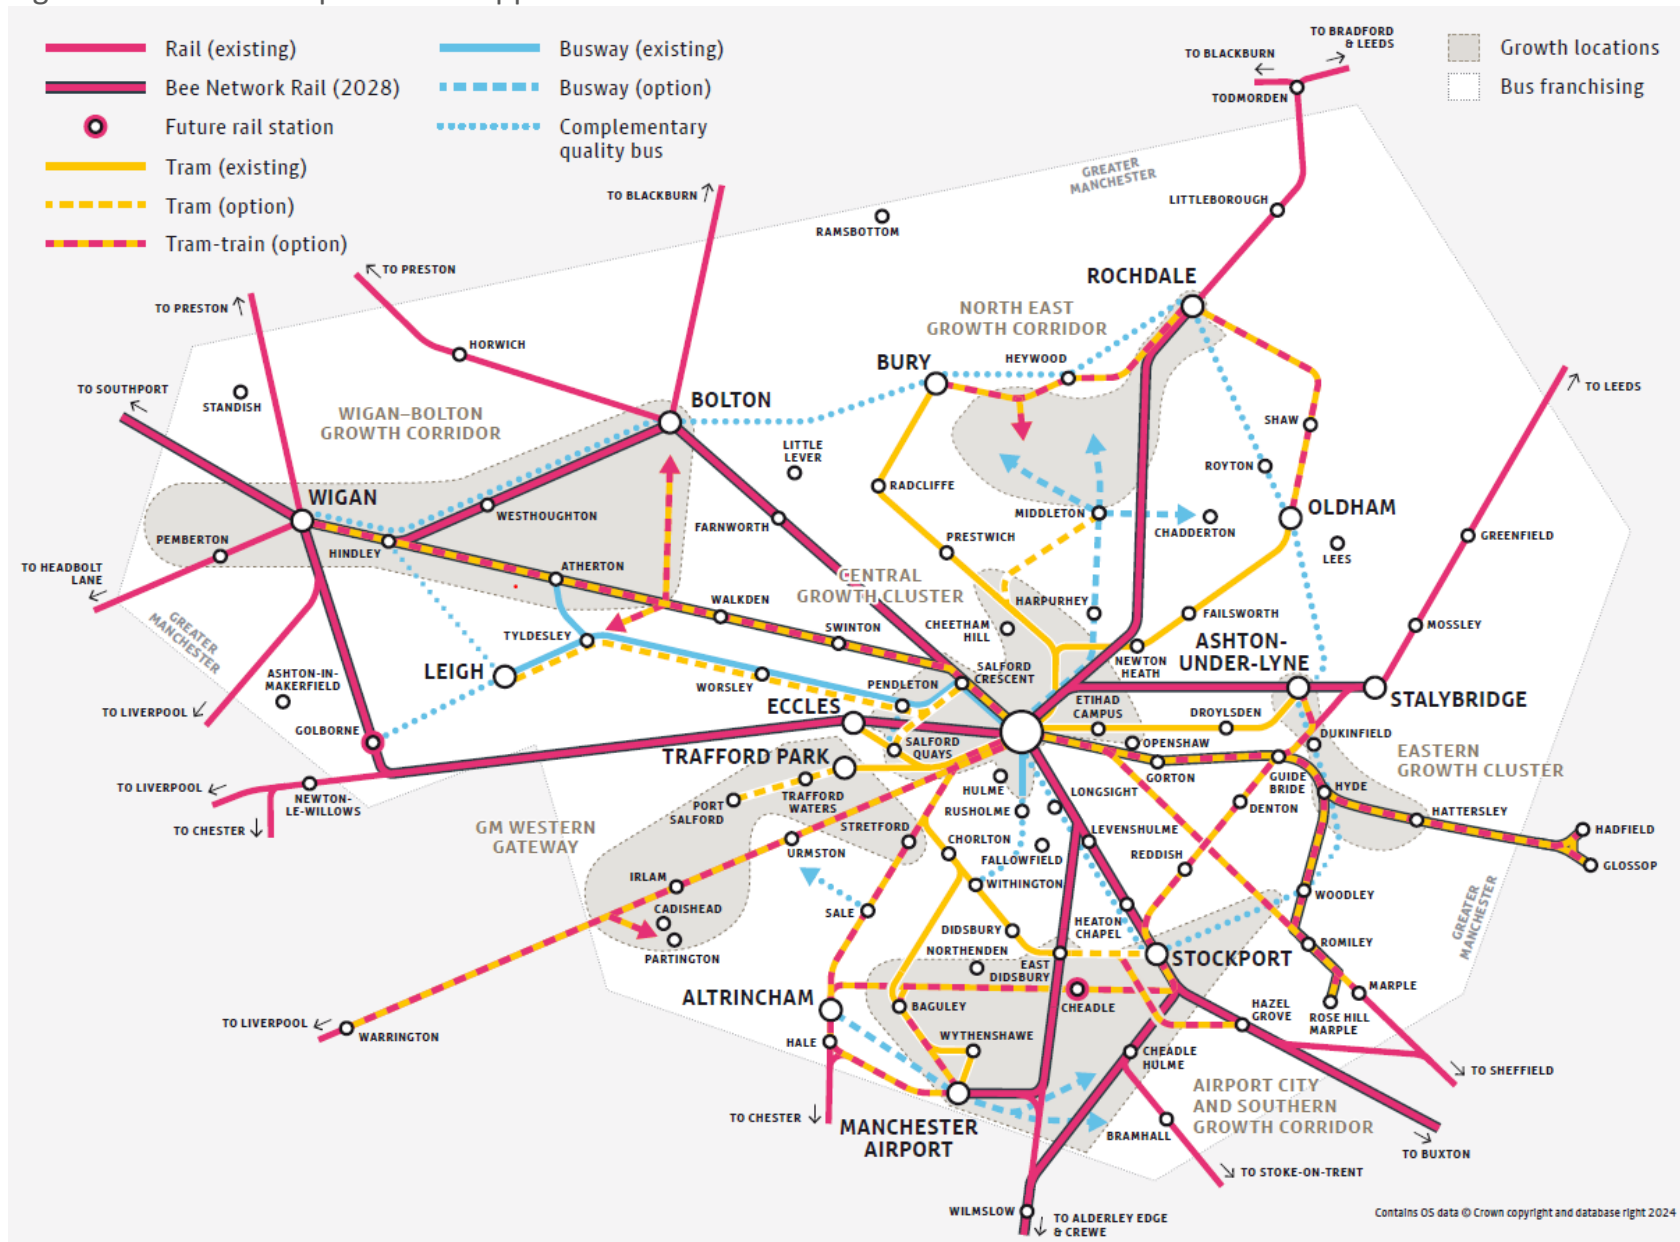 Rail (existing)
Bee Network Rail (2028)
Future rail station
Tram (existing)
Tram (option)
Tram-train (option)
Busway (existing)
Busway (option)
Complementary
quality bus
Growth locations
Bus franchising
TO BRADFORD
& LEEDS
TO BLACKBURN
TODMORDEN
GREATER
MANCHESTER
LITTLEBOROUGH
TO BLACKBURN
RAMSBOTTOM
TO PRESTON
TO PRESTON
ROCHDALE
NORTH EAST
GROWTH CORRIDOR
HORWICH
BURY
HEYWOOD
TO SOUTHPORT
STANDISH
WIGAN–BOLTON
GROWTH CORRIDOR
BOLTON
TO LEEDS
SHAW
LITTLE
LEVER
ROYTON
RADCLIFFE
WIGAN
WESTHOUGHTON
FARNWORTH
MIDDLETON
CHADDERTON
OLDHAM
LEES
GREENFIELD
PEMBERTON
HINDLEY
PRESTWICH
TO HEADBOLT
LANE
ATHERTON
CENTRAL
GROWTH CLUSTER
WALKDEN
HARPURHEY
FAILSWORTH
GREATER
MANCHESTER
TYLDESLEY
SWINTON
CHEETHAM
HILL
MOSSLEY
ASHTON-
UNDER-LYNE
NEWTON
HEATH
LEIGH
SALFORD
CRESCENT
ASHTON-IN-
MAKERFIELD
WORSLEY
PENDLETON
STALYBRIDGE
TO LIVERPOOL
ECCLES
ETIHAD
CAMPUS
DROYLSDEN
GOLBORNE
DUKINFIELD
SALFORD
QUAYS
OPENSHAW
TRAFFORD PARK
EASTERN
GROWTH CLUSTER
GORTON
GUIDE
BRIDE
TO LIVERPOOL
NEWTON-
LE-WILLOWS
PORT
SALFORD
TRAFFORD
WATERS
HULME
LONGSIGHT
HYDE
RUSHOLME
DENTON
HATTERSLEY
TO CHESTER
GM WESTERN
GATEWAY
STRETFORD
LEVENSHULME
HADFIELD
URMSTON
CHORLTON
FALLOWFIELD
REDDISH
GLOSSOP
IRLAM
WITHINGTON
WOODLEY
CADISHEAD
SALE
HEATON
CHAPEL
PARTINGTON
DIDSBURY
NORTHENDEN
EAST
DIDSBURY
STOCKPORT
ROMILEY
GREATER
MANCHESTER
MARPLE
ALTRINCHAM
BAGULEY
CHEADLE
HAZEL
GROVE
ROSE HILL
MARPLE
TO LIVERPOOL
WARRINGTON
HALE
WYTHENSHAWE
CHEADLE
HULME
TO SHEFFIELD
AIRPORT CITY
AND SOUTHERN
GROWTH CORRIDOR
TO CHESTER
MANCHESTER
AIRPORT
BRAMHALL
TO BUXTON
TO STOKE-ON-TRENT
WILMSLOW
TO ALDERLEY EDGE
& CREWE
Contains OS data © Crown copyright and database right 2024